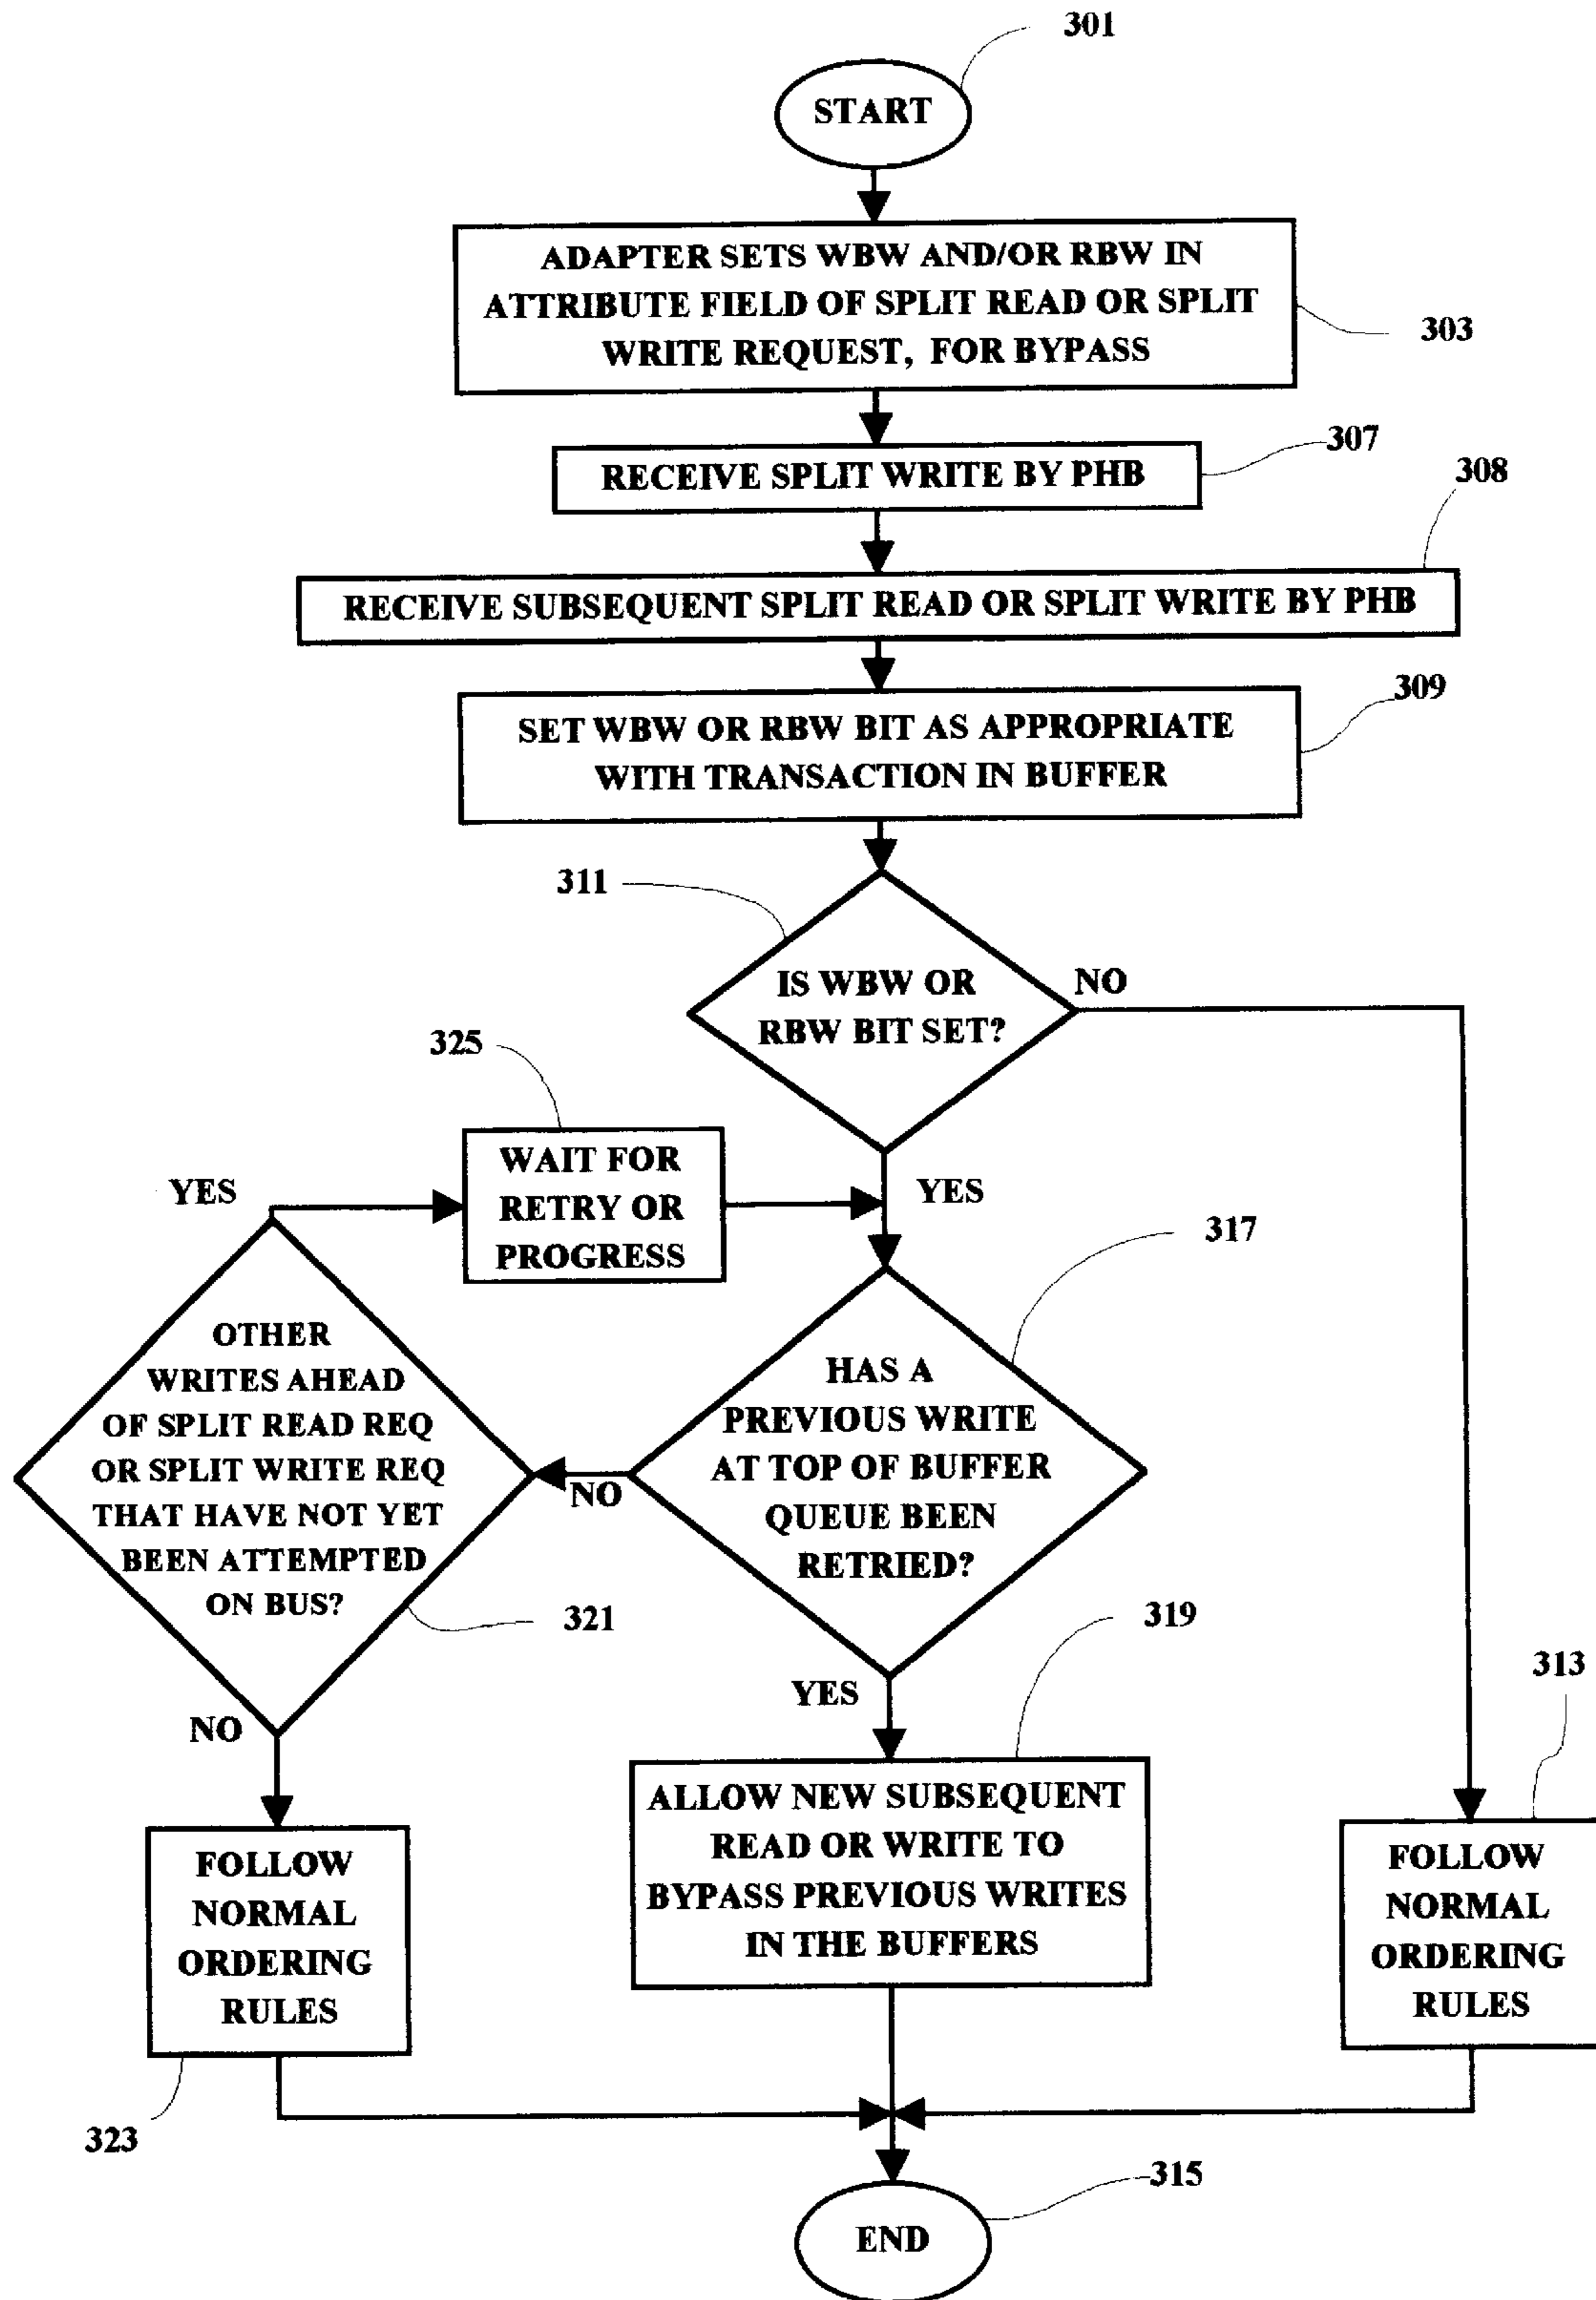 301
START
ADAPTER SETS WBW AND/OR RBW IN
ATTRIBUTE FIELD OF SPLIT READ OR SPLIT
WRITE REQUEST, FOR BYPASS
303
307
RECEIVE SPLIT WRITE BY PHB
308
RECEIVE SUBSEQUENT SPLIT READ OR SPLIT WRITE BY PHB
309
SET WBW OR RBW BIT AS APPROPRIATE
WITH TRANSACTION IN BUFFER
311
IS WBW OR
RBW BIT SET?
NO
325
WAIT FOR
RETRY OR
PROGRESS
YES
YES
317
OTHER
WRITES AHEAD
OF SPLIT READ REQ
OR SPLIT WRITE REQ
THAT HAVE NOT YET
BEEN ATTEMPTED
ON BUS?
321
NO
HAS A
PREVIOUS WRITE
AT TOP OF BUFFER
QUEUE BEEN
RETRIED?
319
313
YES
NO
FOLLOW
NORMAL
ORDERING
RULES
323
ALLOW NEW SUBSEQUENT
READ OR WRITE TO
BYPASS PREVIOUS WRITES
IN THE BUFFERS
FOLLOW
NORMAL
ORDERING
RULES
315
END